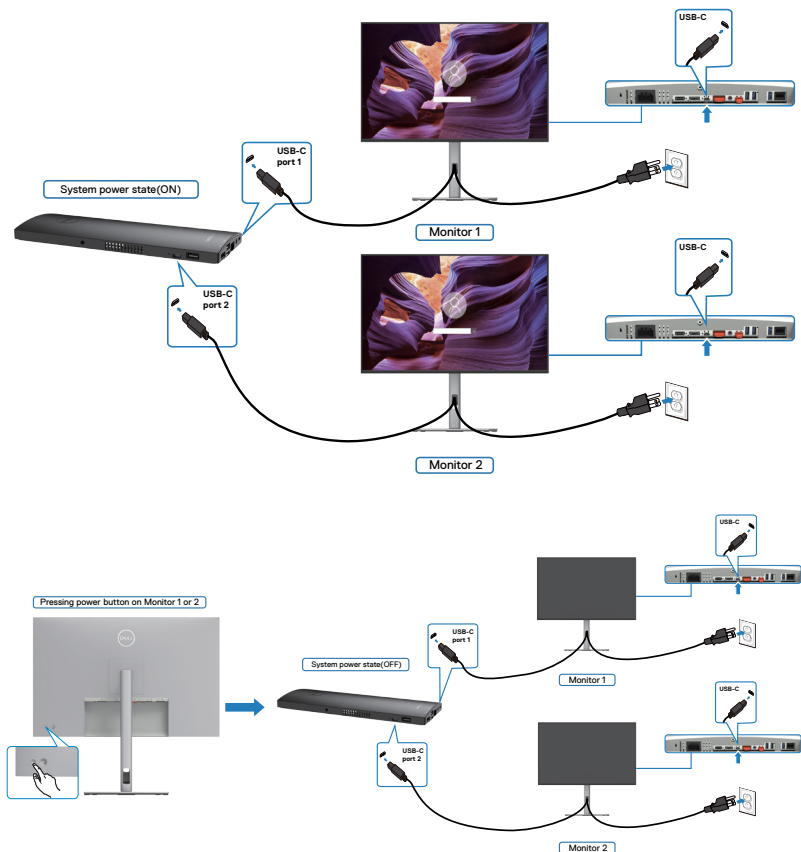 USB-C
USB-C
port 1
System power state(ON)
Monitor 1
USB-C
USB-C
port 2
Monitor 2
USB-C
Pressing power button on Monitor 1 or 2
DELL
USB-C
port 1
System power state(OFF)
Monitor 1
USB-C
USB-C
port 2
Monitor 2